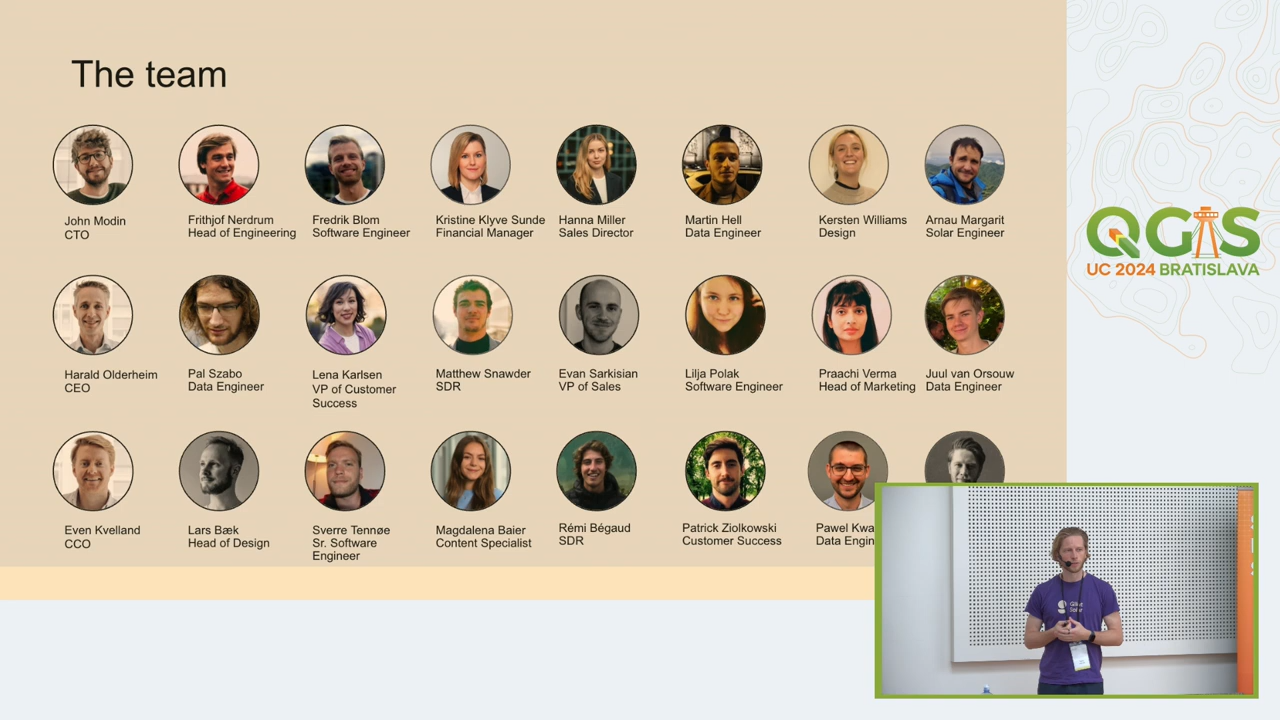 The team
John Modin
CTO
Frithjof Nerdrum
Head of Engineering
Fredrik Blom
Software Engineer
Kristine Klyve Sunde
Financial Manager
Hanna Miller
Sales Director
Martin Hell
Data Engineer
Kersten Williams
Design
Arnau Margarit
Solar Engineer
QGIS
UC 2024 BRATISLAVA
Harald Olderheim
CEO
Pal Szabo
Data Engineer
Lena Karlsen
VP of Customer
Success
Matthew Snawder
SDR
Evan Sarkisian
VP of Sales
Lilja Polak
Software Engineer
Praachi Verma
Head of Marketing
Juul van Orsouw
Data Engineer
Even Kvelland
CCO
Lars Bæk
Head of Design
Sverre Tennøe
Sr. Software
Engineer
Magdalena Baier
Content Specialist
Rémi Bégaud
SDR
Patrick Ziolkowski
Customer Success
Pawel
Data